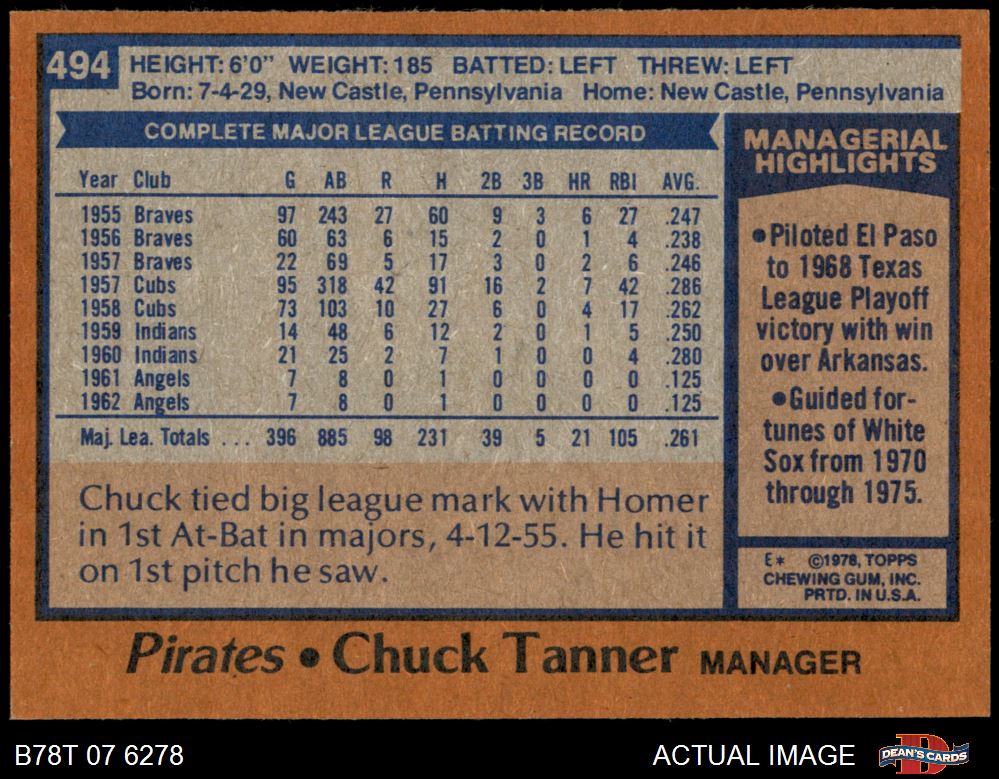 494
HEIGHT: 6'0" WEIGHT: 185 BATTED: LEFT THREW: LEFT
Born: 7-4-29, New Castle, Pennsylvania Home: New Castle, Pennsylvania
COMPLETE MAJOR LEAGUE BATTING RECORD
Year Club G AB R H 2B 3B HR RBI AVG.
1955 Braves 97 243 27 60 9 3 6 27 .247
1956 Braves 60 63 6 15 2 0 1 4 .238
1957 Braves 22 69 5 17 3 0 2 6 .246
1957 Cubs 95 318 42 91 16 2 7 42 .286
1958 Cubs 73 103 10 27 6 0 4 17 .262
1959 Indians 14 48 6 12 2 0 1 5 .250
1960 Indians 21 25 2 7 1 0 0 4 .280
1961 Angels 7 8 0 1 0 0 0 0 .125
1962 Angels 7 8 0 1 0 0 0 0 .125
Maj. Lea. Totals ... 396 885 98 231 39 5 21 105 .261
Chuck tied big league mark with Homer
in 1st At-Bat in majors, 4-12-55. He hit it
on 1st pitch he saw.
MANAGERIAL
HIGHLIGHTS
•Piloted El Paso
to 1968 Texas
League Playoff
victory with win
over Arkansas.
•Guided for-
tunes of White
Sox from 1970
through 1975.
E* ©1978, TOPPS
CHEWING GUM, INC.
PRTD. IN U.S.A.
Pirates • Chuck Tanner MANAGER
B78T 07 6278
ACTUAL IMAGE
D
DEAN'S CARDS